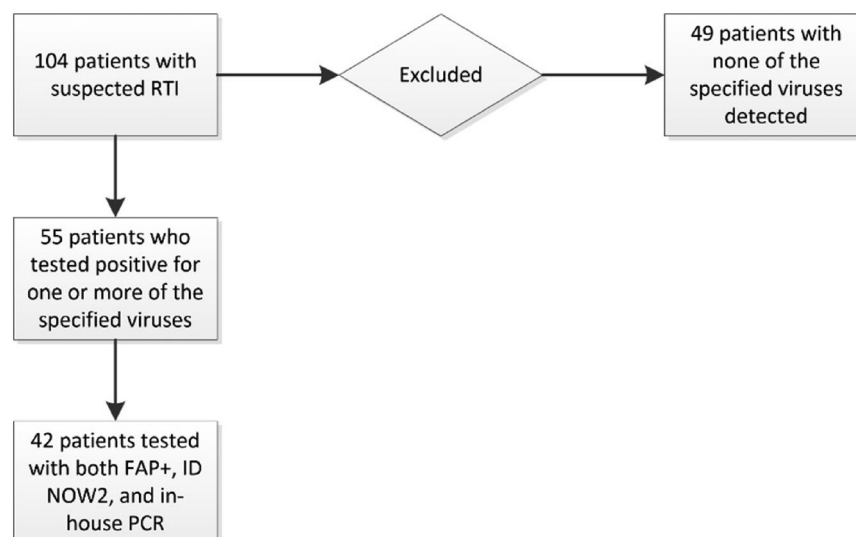 104 patients with
suspected RTI
Excluded
49 patients with
none of the
specified viruses
detected
55 patients who
tested positive for
one or more of the
specified viruses
42 patients tested
with both FAP+, ID
NOW2, and in-
house PCR